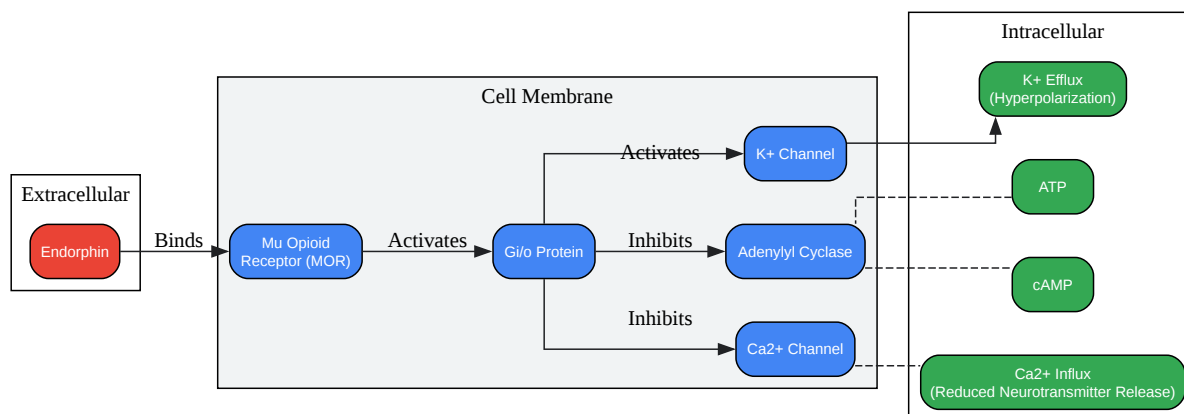 Intracellular
K+ Efflux
(Hyperpolarization)
Cell Membrane
Activates
K+ Channel
Extracellular
ATP
Endorphin
Binds
Mu Opioid
Receptor (MOR)
Activates
Gi/o Protein
Inhibits
Adenylyl Cyclase
cAMP
Inhibits
Ca2+ Channel
Ca2+ Influx
(Reduced Neurotransmitter Release)